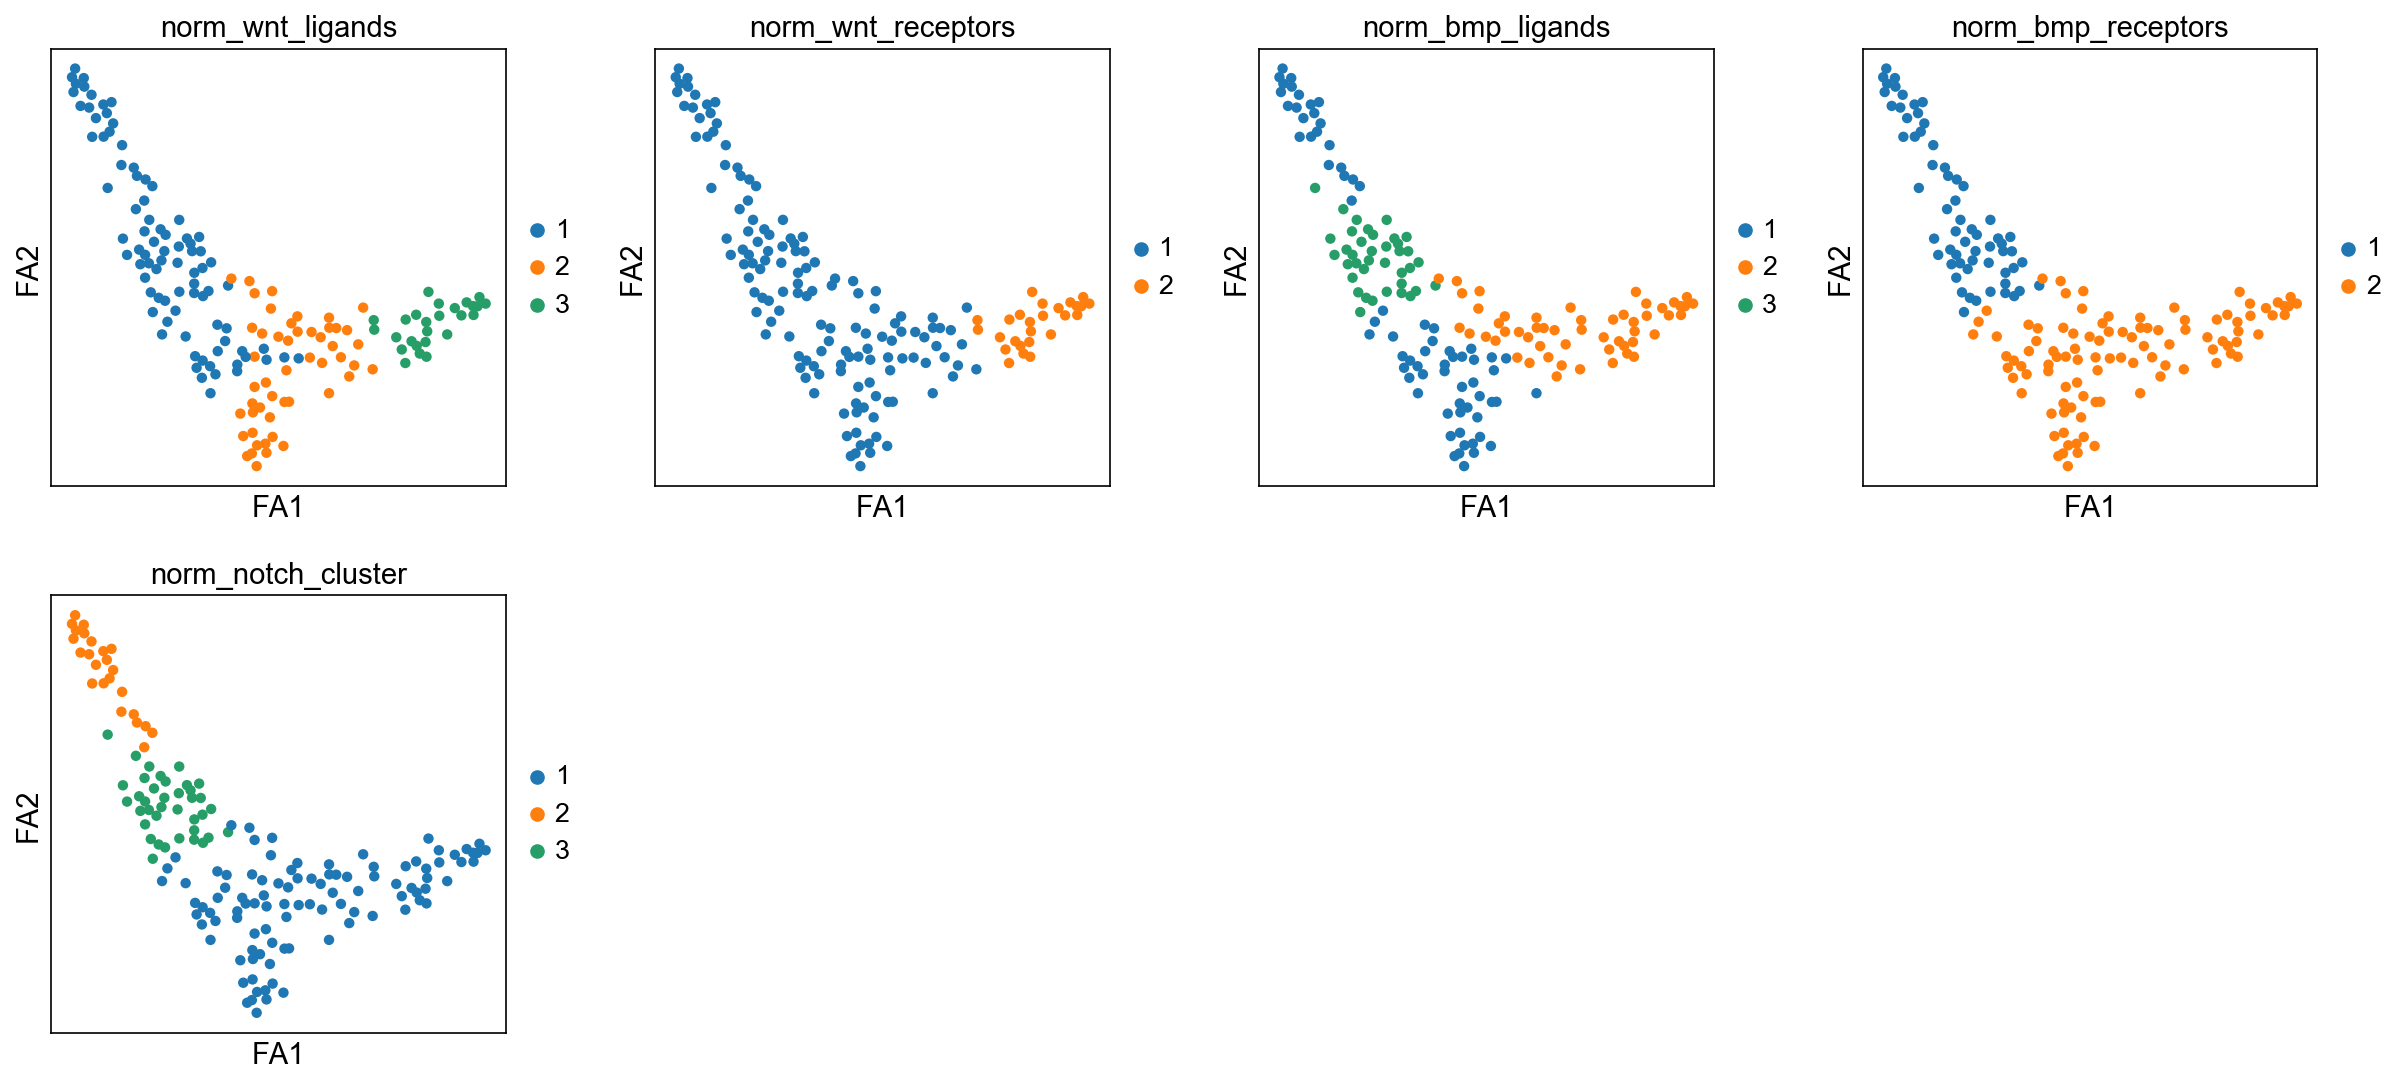 norm_wnt_ligands
FA2
FA1
1
2
3
norm_wnt_receptors
FA2
FA1
1
2
norm_bmp_ligands
FA2
FA1
1
2
3
norm_bmp_receptors
FA2
FA1
1
2
norm_notch_cluster
FA2
FA1
1
2
3